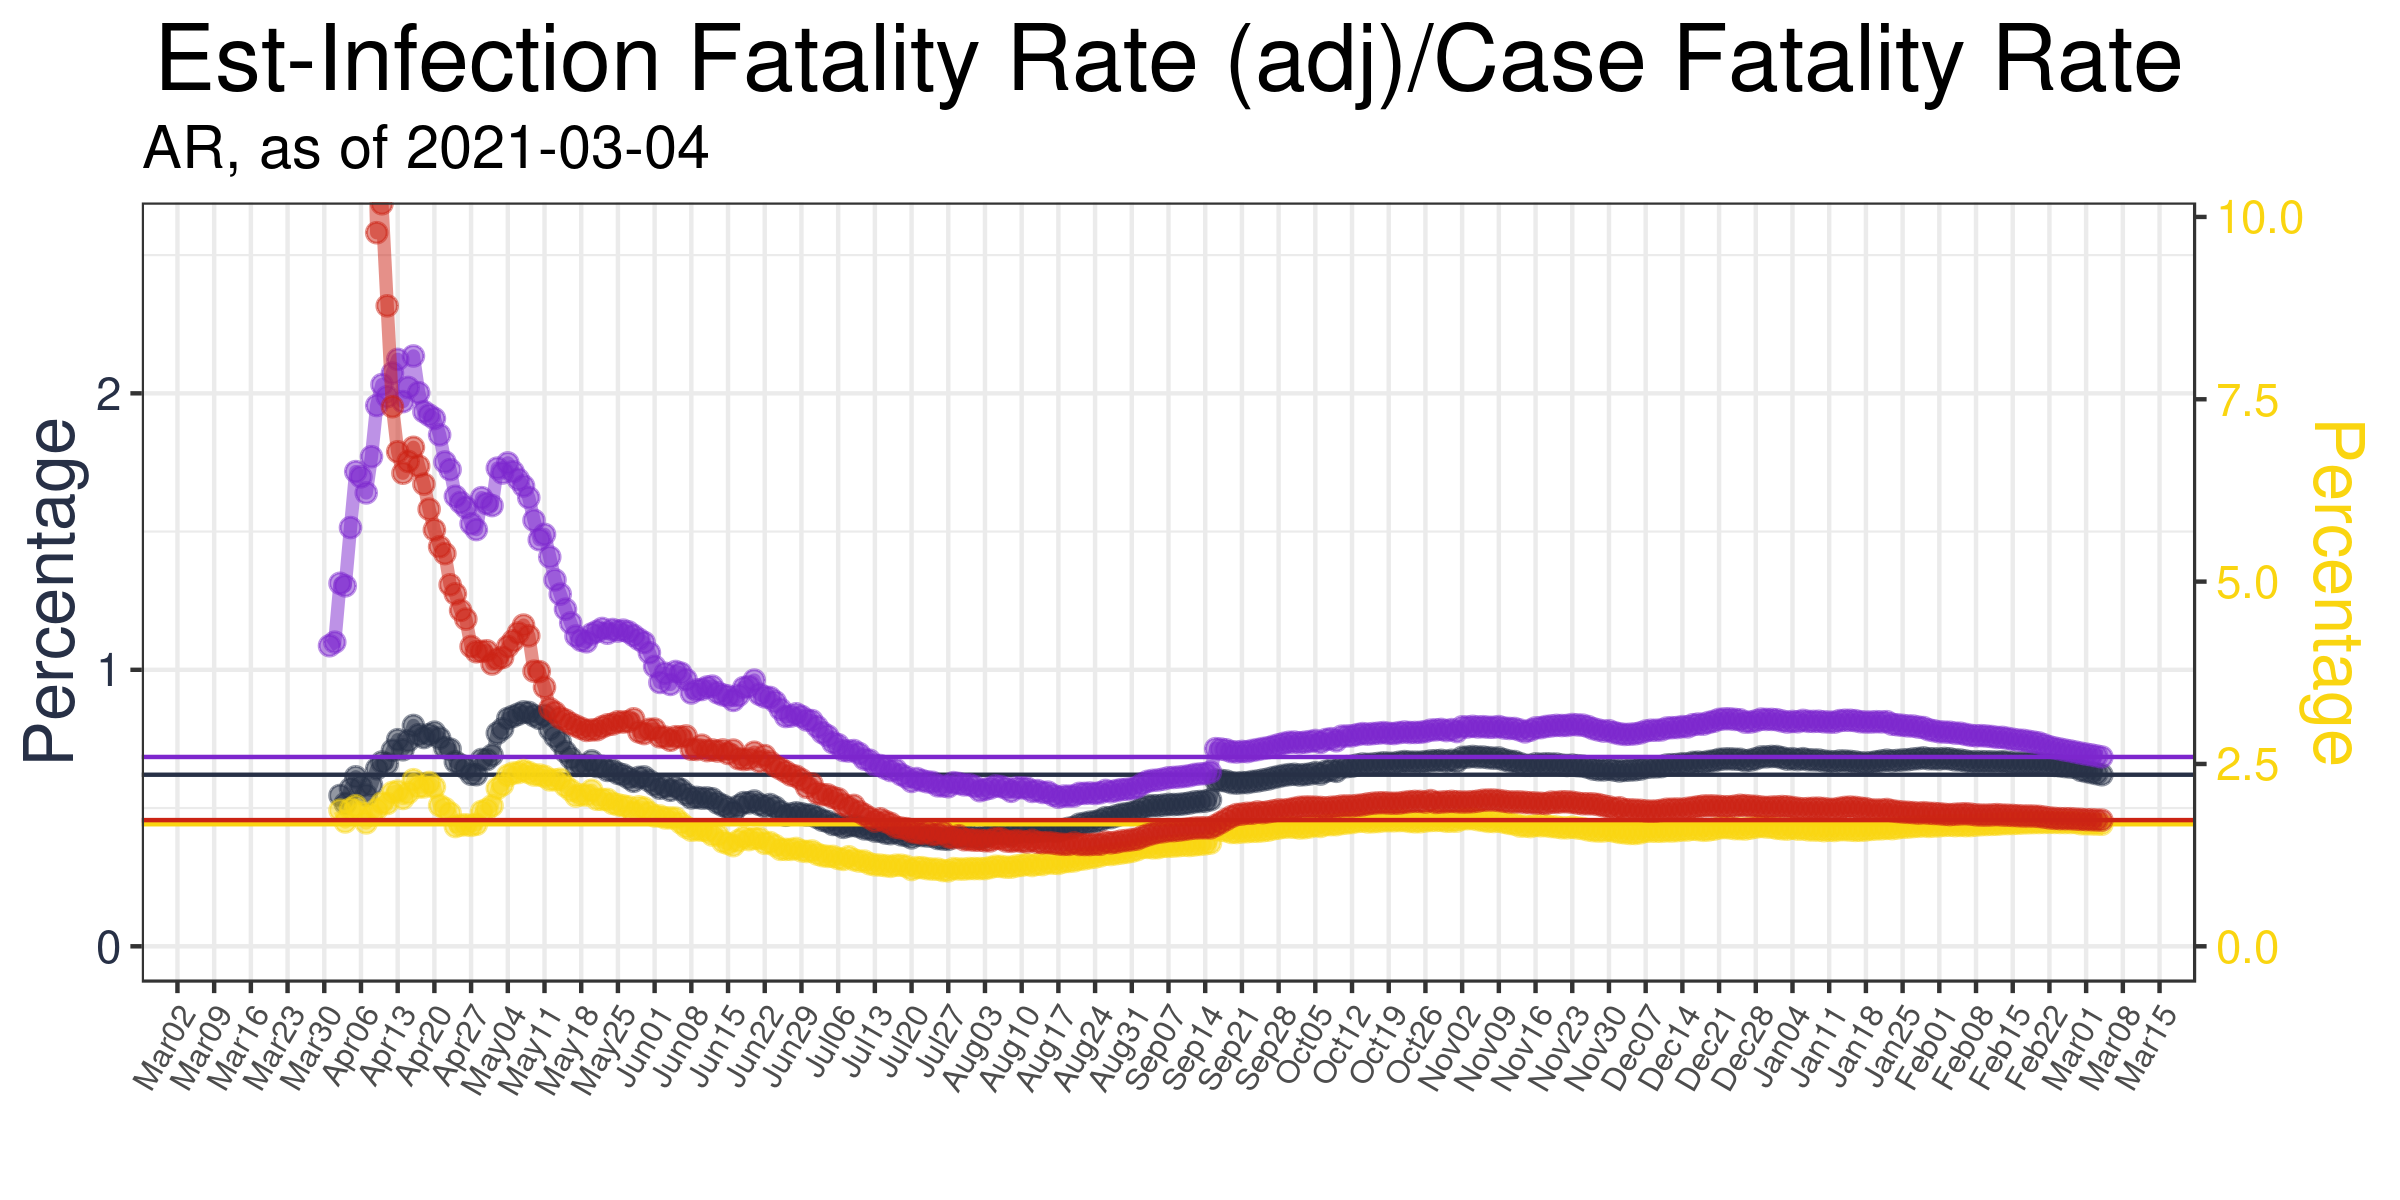 Est-Infection Fatality Rate (adj)/Case Fatality Rate
AR, as of 2021-03-04
Percentage
2
1
0
10.0
7.5
5.0
2.5
0.0
Percentage
Mar02
Mar09
Mar16
Mar23
Mar30
Apr06
Apr13
Apr20
Apr27
May04
May11
May18
May25
Jun01
Jun08
Jun15
Jun22
Jun29
Jul06
Jul13
Jul20
Jul27
Aug03
Aug10
Aug17
Aug24
Aug31
Sep07
Sep14
Sep21
Sep28
Oct05
Oct12
Oct19
Oct26
Nov02
Nov09
Nov16
Nov23
Nov30
Dec07
Dec14
Dec21
Dec28
Jan04
Jan11
Jan18
Jan25
Feb01
Feb08
Feb15
Feb22
Mar01
Mar08
Mar15